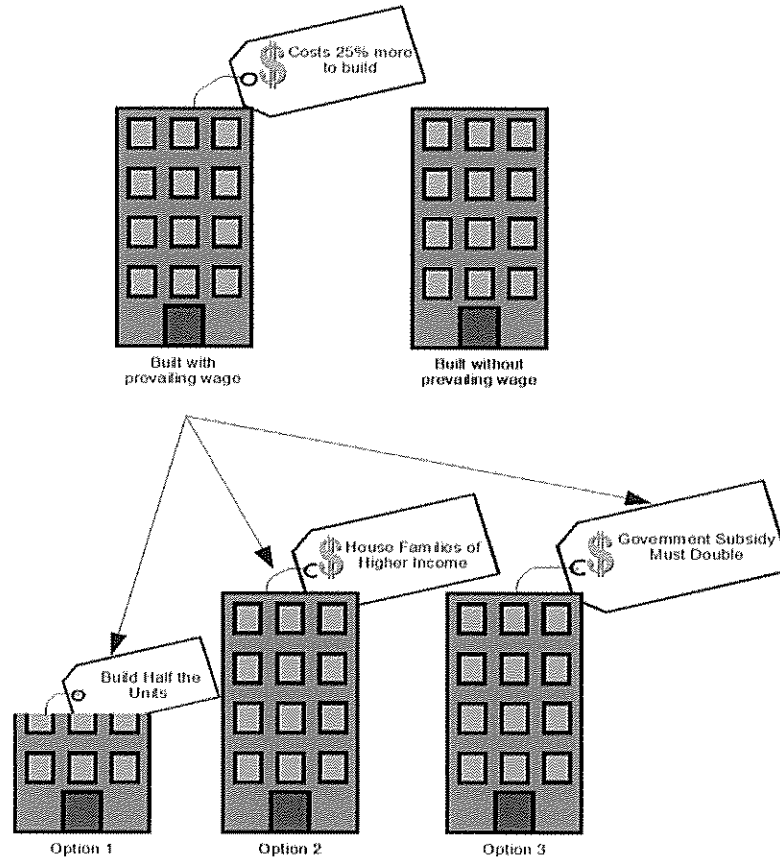 $ Costs 25% more
to build
Built with
prevailing wage
Built without
prevailing wage
$ House Families of
Higher Income
$ Government Subsidy
Must Double
Build Half the
Units
Option 1
Option 2
Option 3